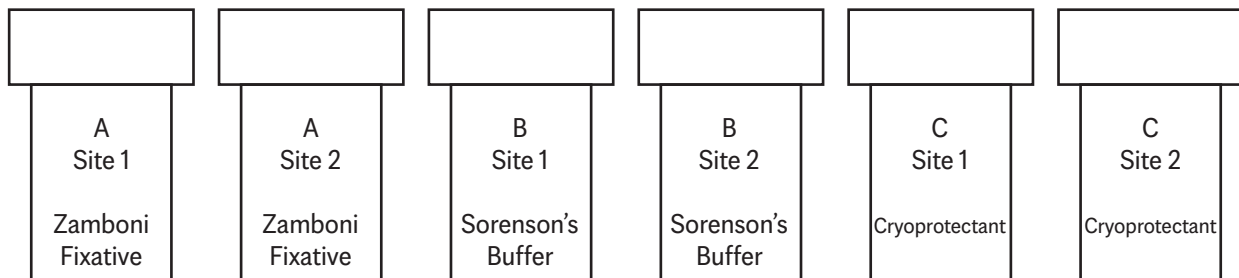 A
Site 1
Zamboni
Fixative
A
Site 2
Zamboni
Fixative
B
Site 1
Sorenson's
Buffer
B
Site 2
Sorenson's
Buffer
C
Site 1
Cryoprotectant
C
Site 2
Cryoprotectant